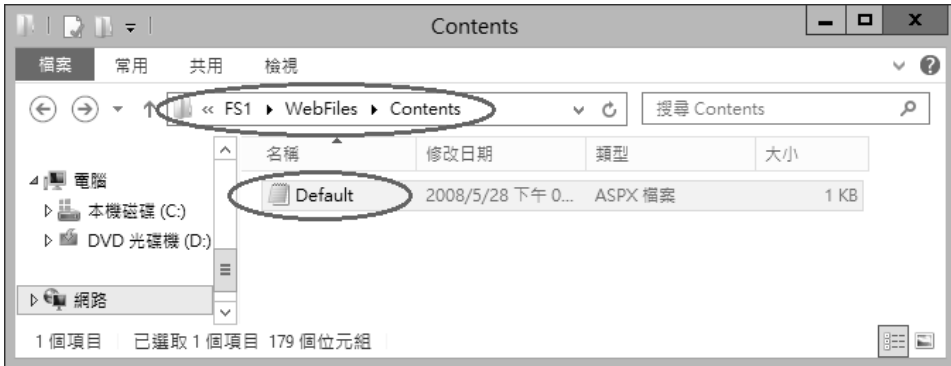 Contents
檔案 常用 共用 檢視
« FS1 ▸ WebFiles ▸ Contents 搜尋 Contents
名稱 修改日期 類型 大小
電腦
Default 2008/5/28 下午 0... ASPX 檔案 1 KB
本機磁碟 (C:)
DVD 光碟機 (D:)
網路
1 個項目 已選取 1 個項目 179 個位元組